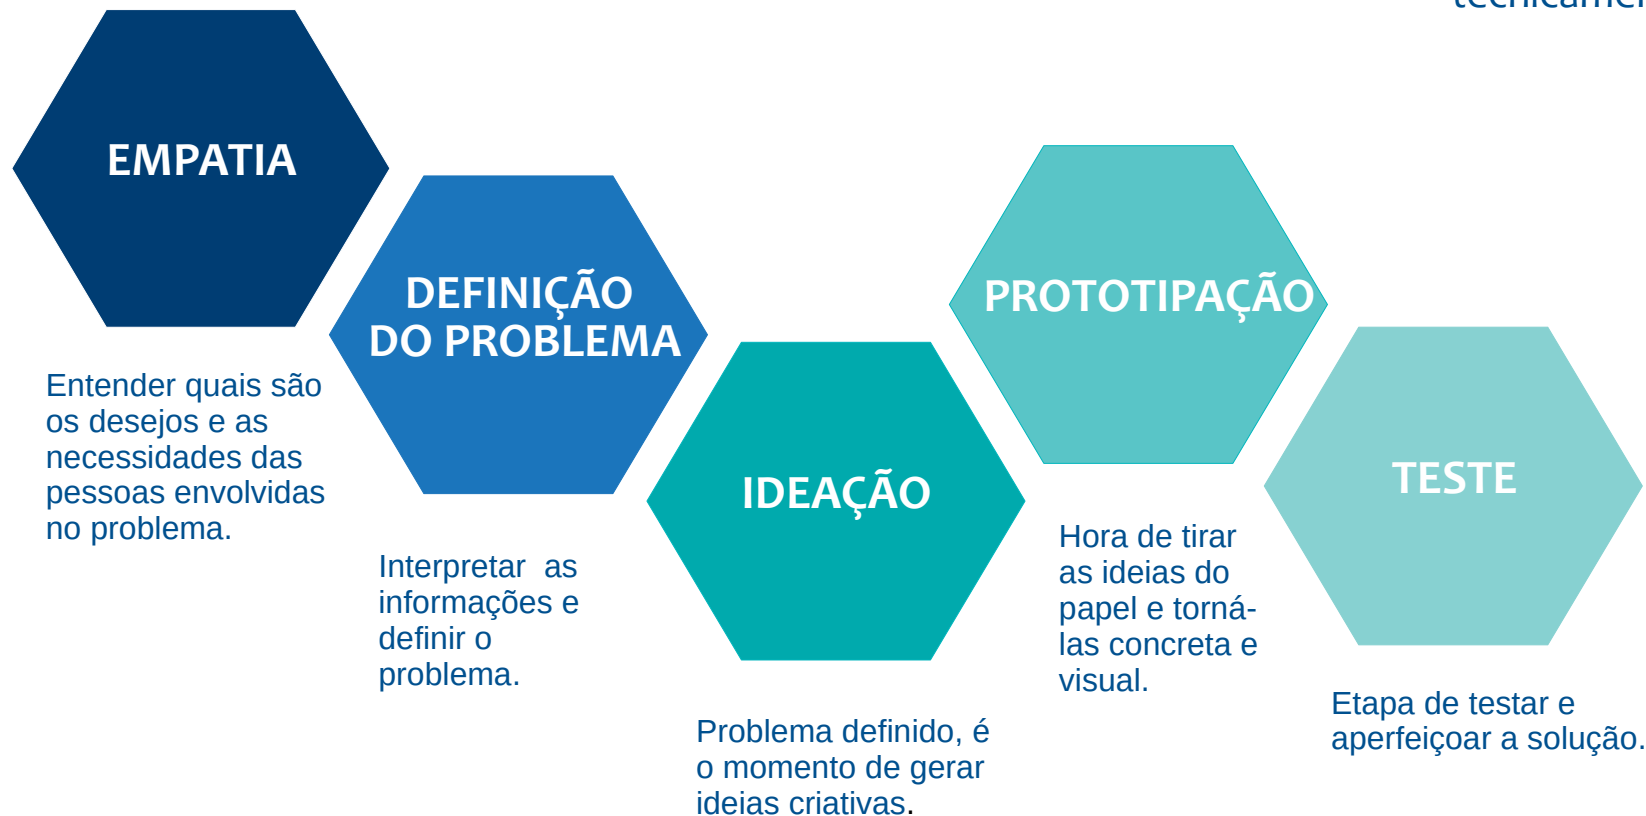 EMPATIA
Entender quais são
os desejos e as
necessidades das
pessoas envolvidas
no problema.
DEFINIÇÃO
DO PROBLEMA
Interpretar  as
informações e
definir o
problema.
IDEAÇÃO
Problema definido, é
o momento de gerar
ideias criativas.
PROTOTIPAÇÃO
Hora de tirar
as ideias do
papel e torná-
las concreta e
visual.
TESTE
Etapa de testar e
aperfeiçoar a solução.